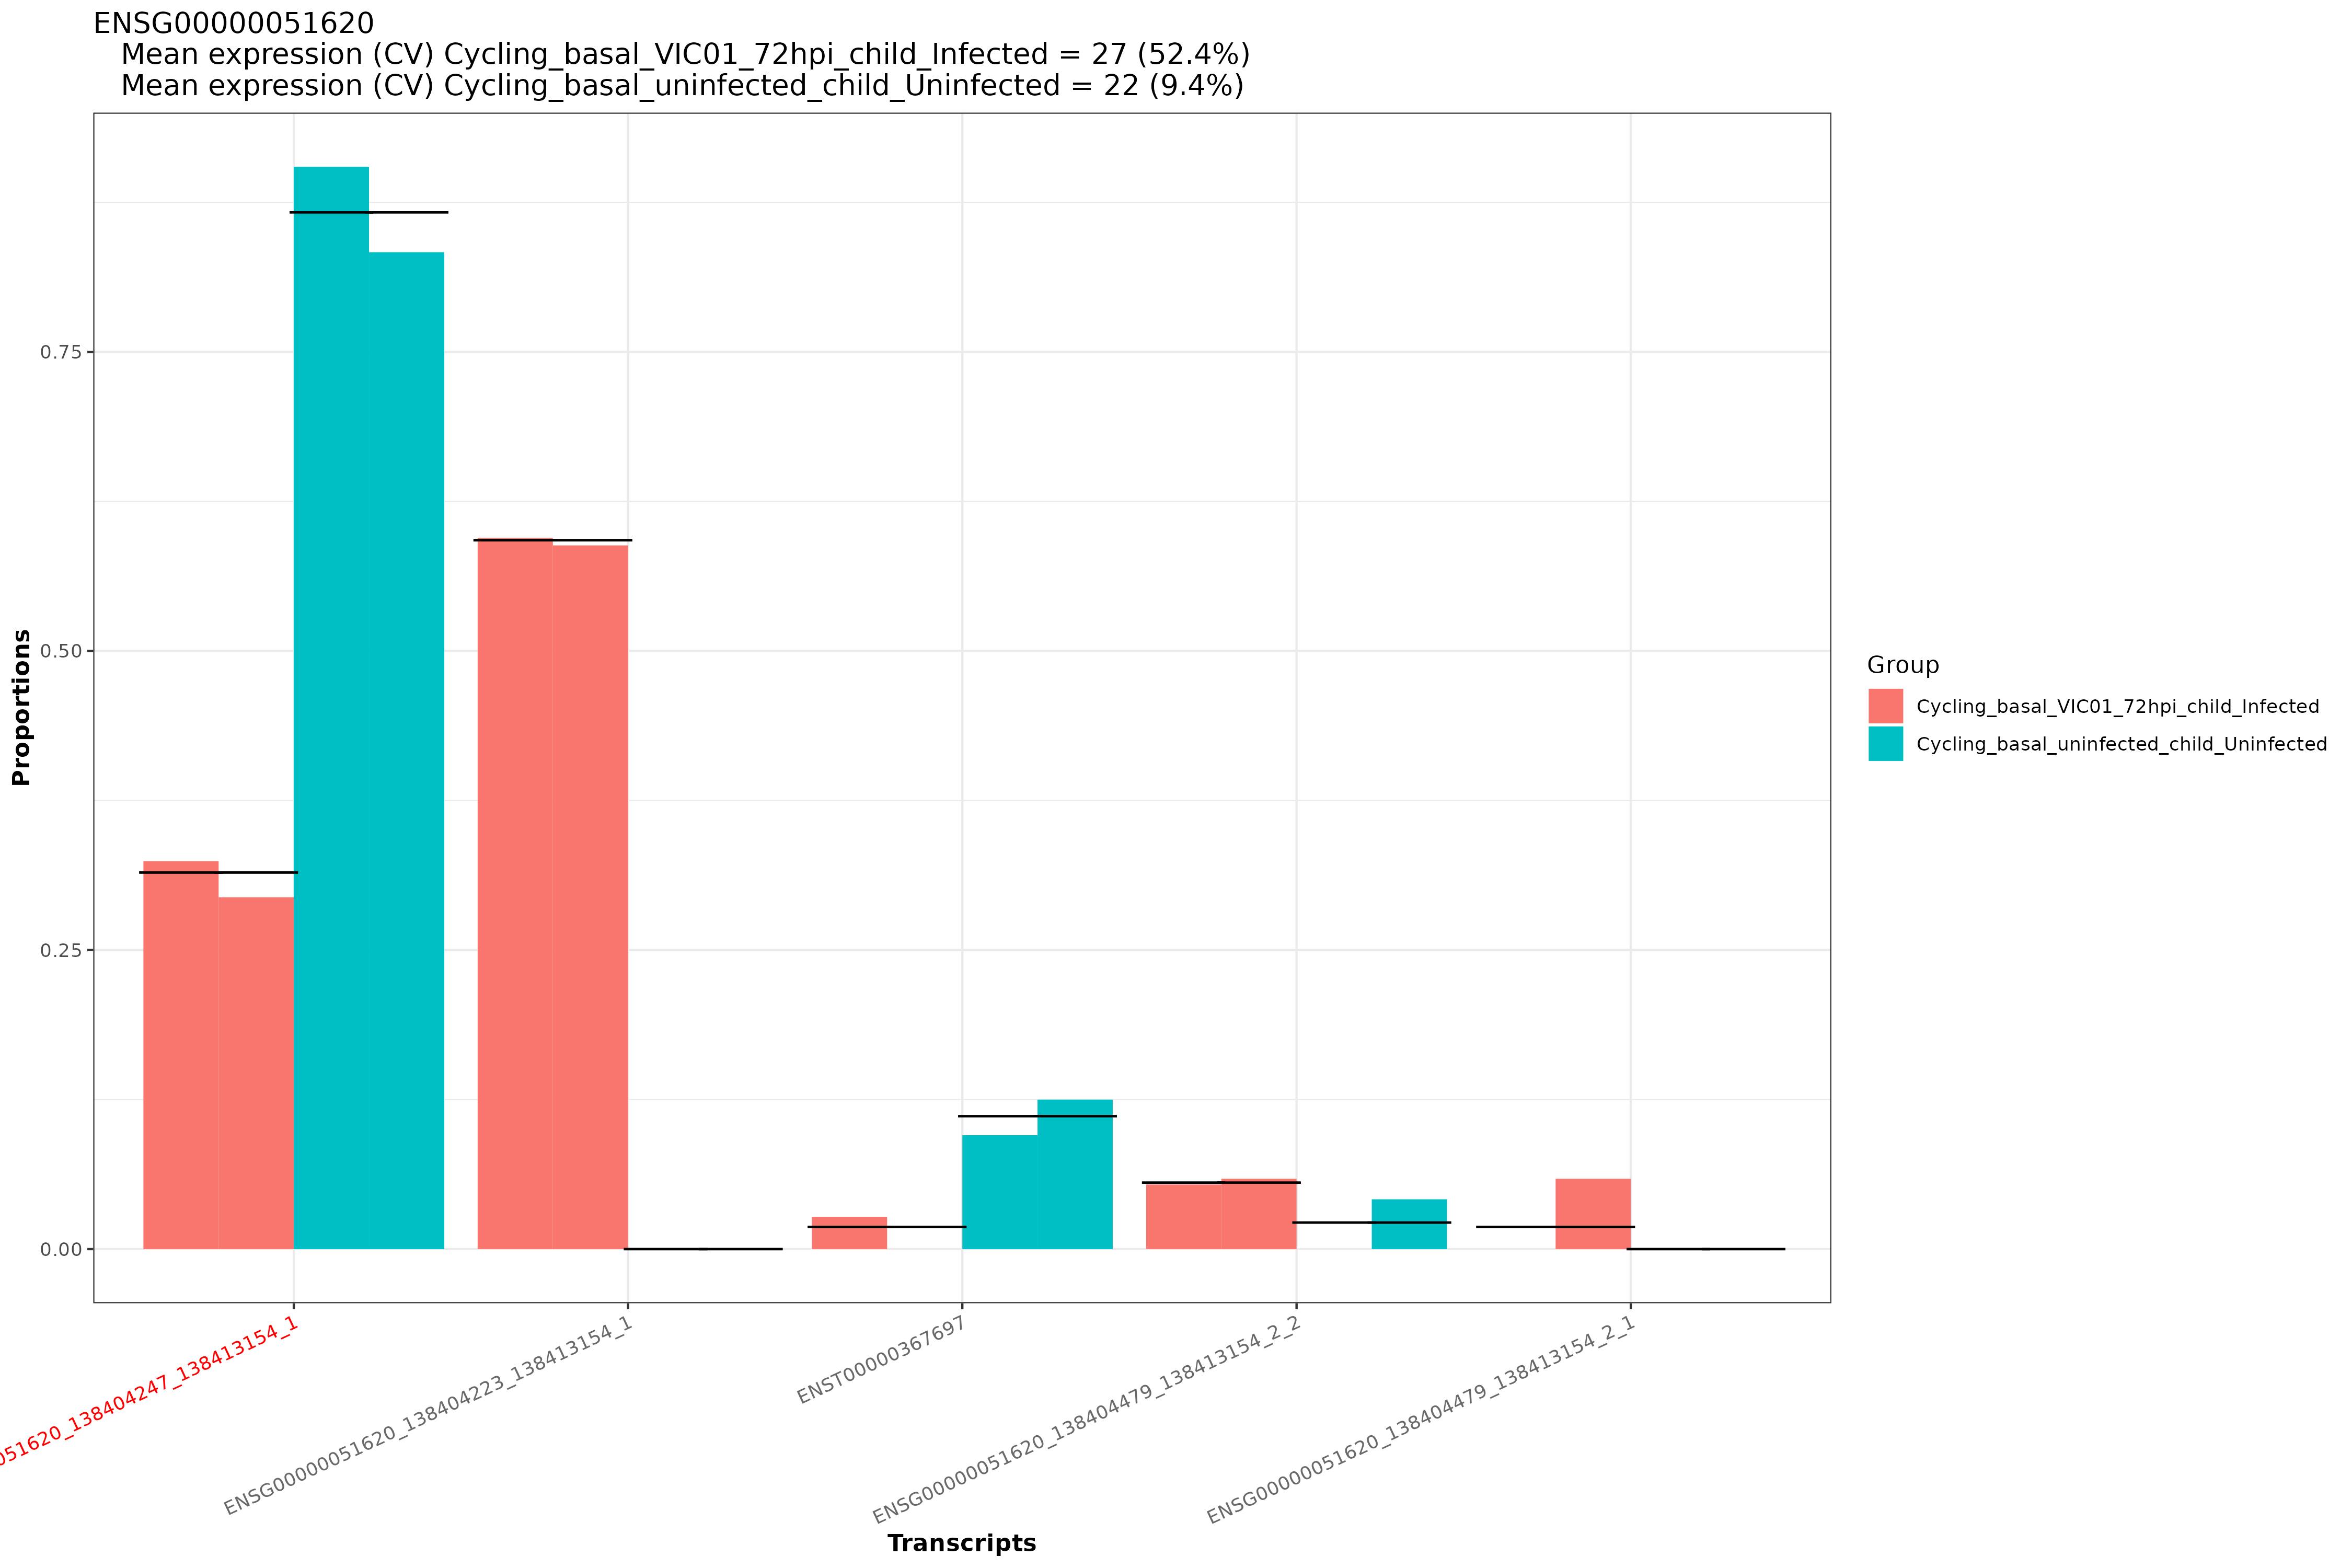 ENSG00000051620
Mean expression (CV) Cycling_basal_VIC01_72hpi_child_Infected = 27 (52.4%)
Mean expression (CV) Cycling_basal_uninfected_child_Uninfected = 22 (9.4%)
Proportions
0.75
0.50
0.25
0.00
Group
Cycling_basal_VIC01_72hpi_child_Infected
Cycling_basal_uninfected_child_Uninfected
051620_138404247_138413154_1
ENSG00000051620_138404223_138413154_1
ENST00000367697
ENSG00000051620_138404479_138413154_2_2
ENSG00000051620_138404479_138413154_2_1
Transcripts